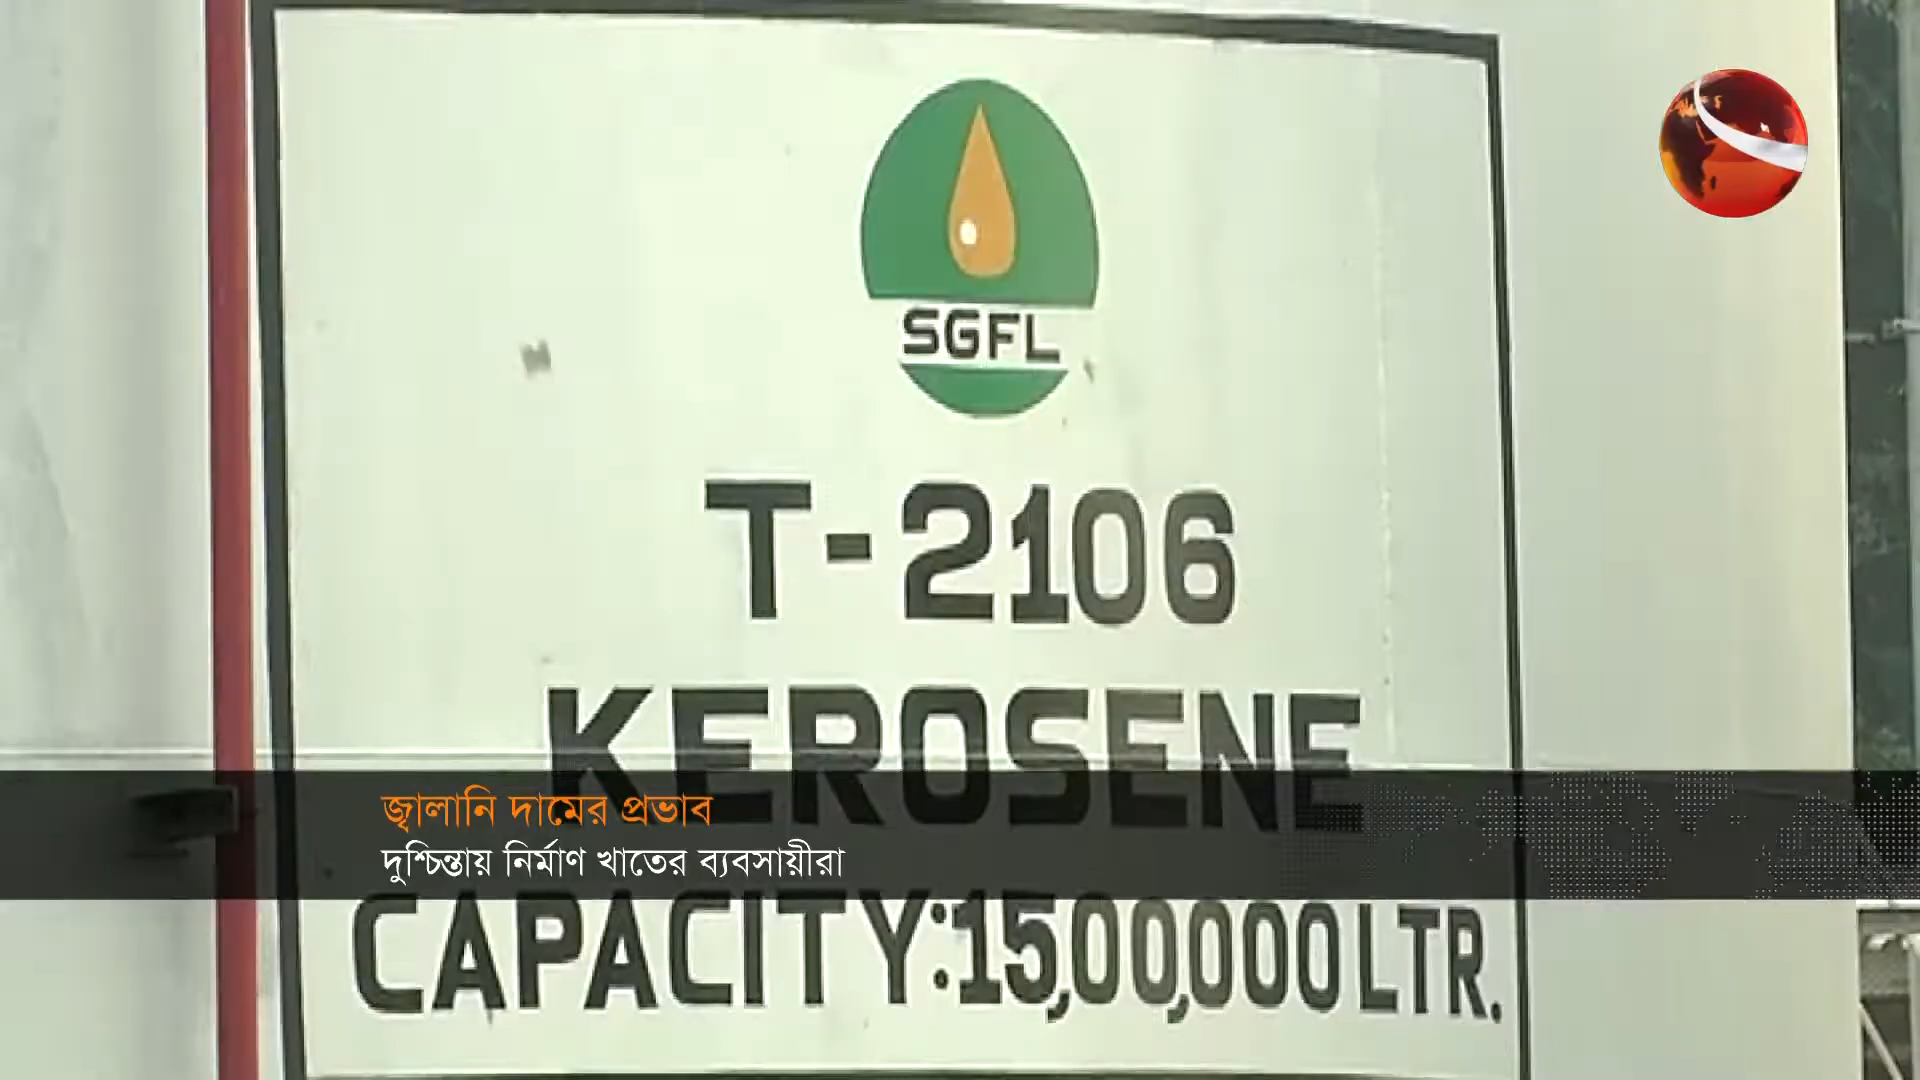 SGFL
T-2106
KEROSENE
জ্বালানি দামের প্রভাব
দুশ্চিন্তায় নির্মাণ খাতের ব্যবসায়ীরা
CAPACITY:15,00,000 LTR.